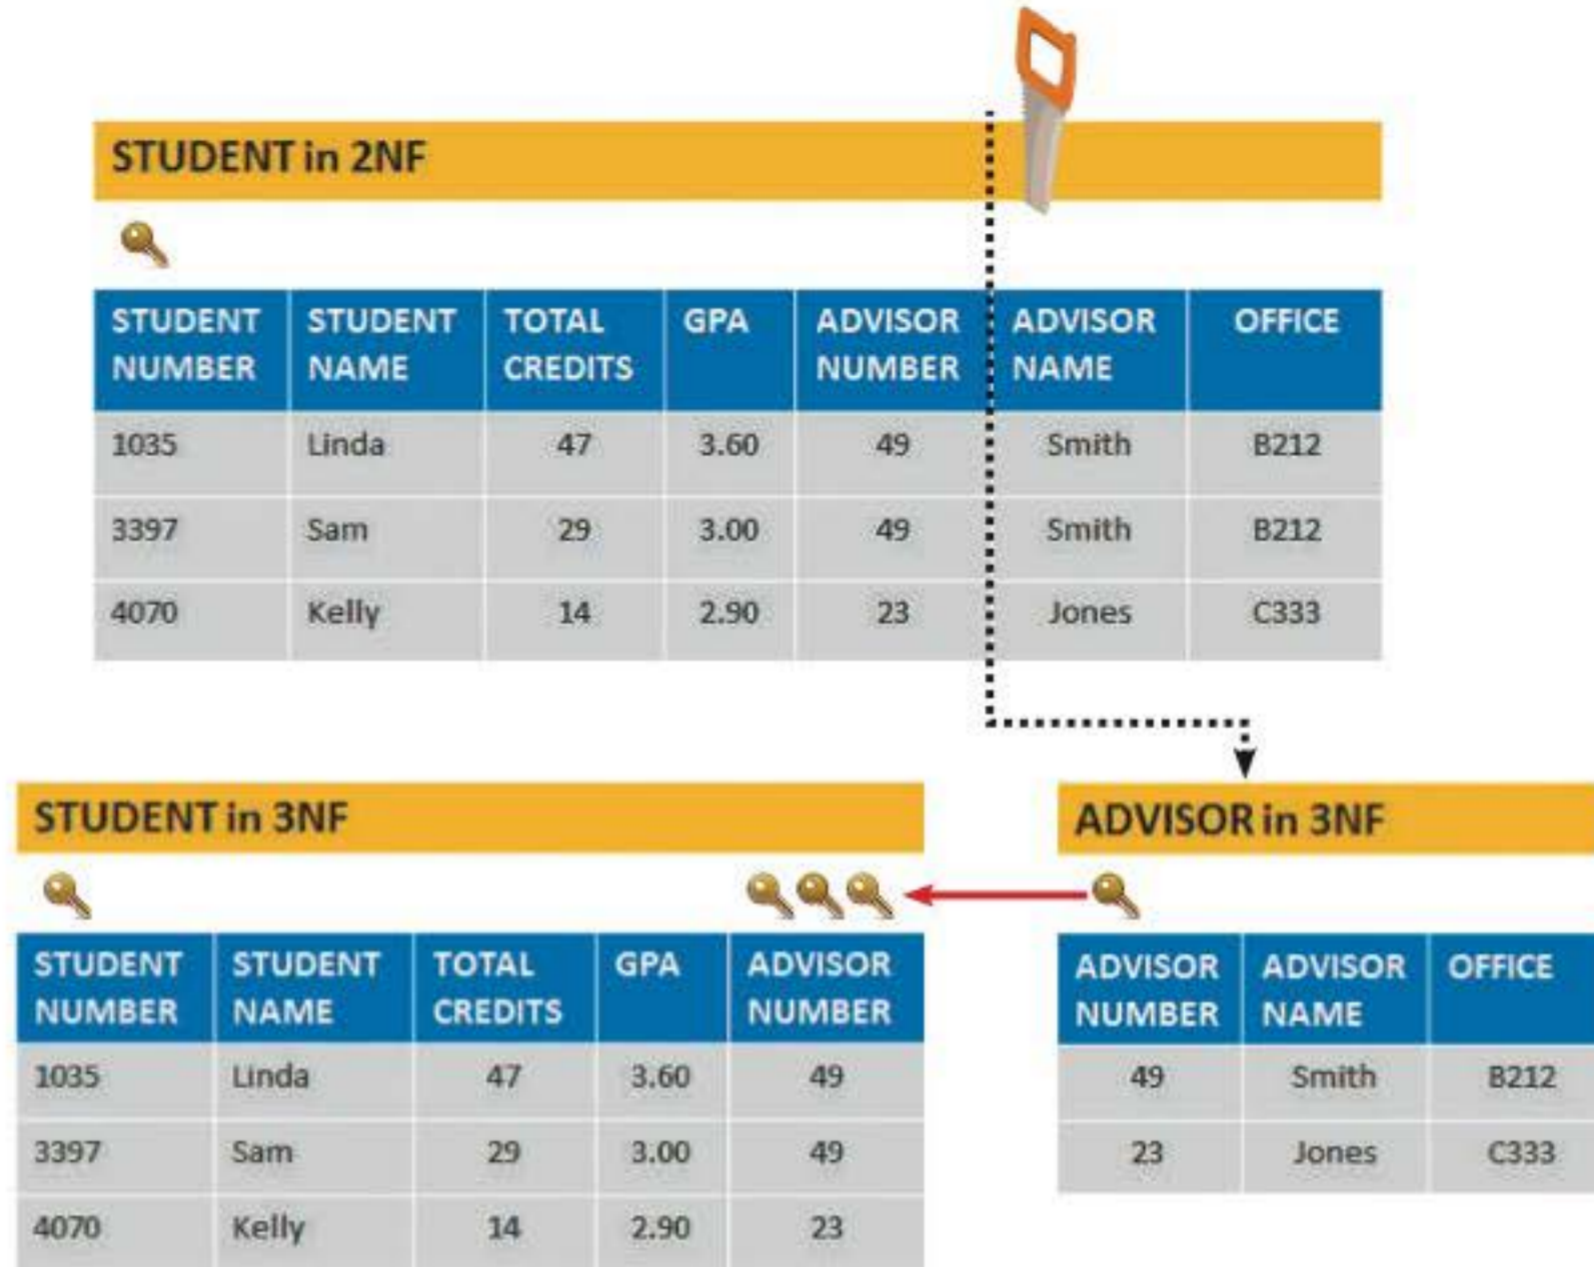 STUDENT in 2NF
STUDENT NUMBER STUDENT NAME TOTAL CREDITS GPA ADVISOR NUMBER ADVISOR NAME OFFICE
1035 Linda 47 3.60 49 Smith B212
3397 Sam 29 3.00 49 Smith B212
4070 Kelly 14 2.90 23 Jones C333
STUDENT in 3NF
STUDENT NUMBER STUDENT NAME TOTAL CREDITS GPA ADVISOR NUMBER
1035 Linda 47 3.60 49
3397 Sam 29 3.00 49
4070 Kelly 14 2.90 23
ADVISOR in 3NF
ADVISOR NUMBER ADVISOR NAME OFFICE
49 Smith B212
23 Jones C333